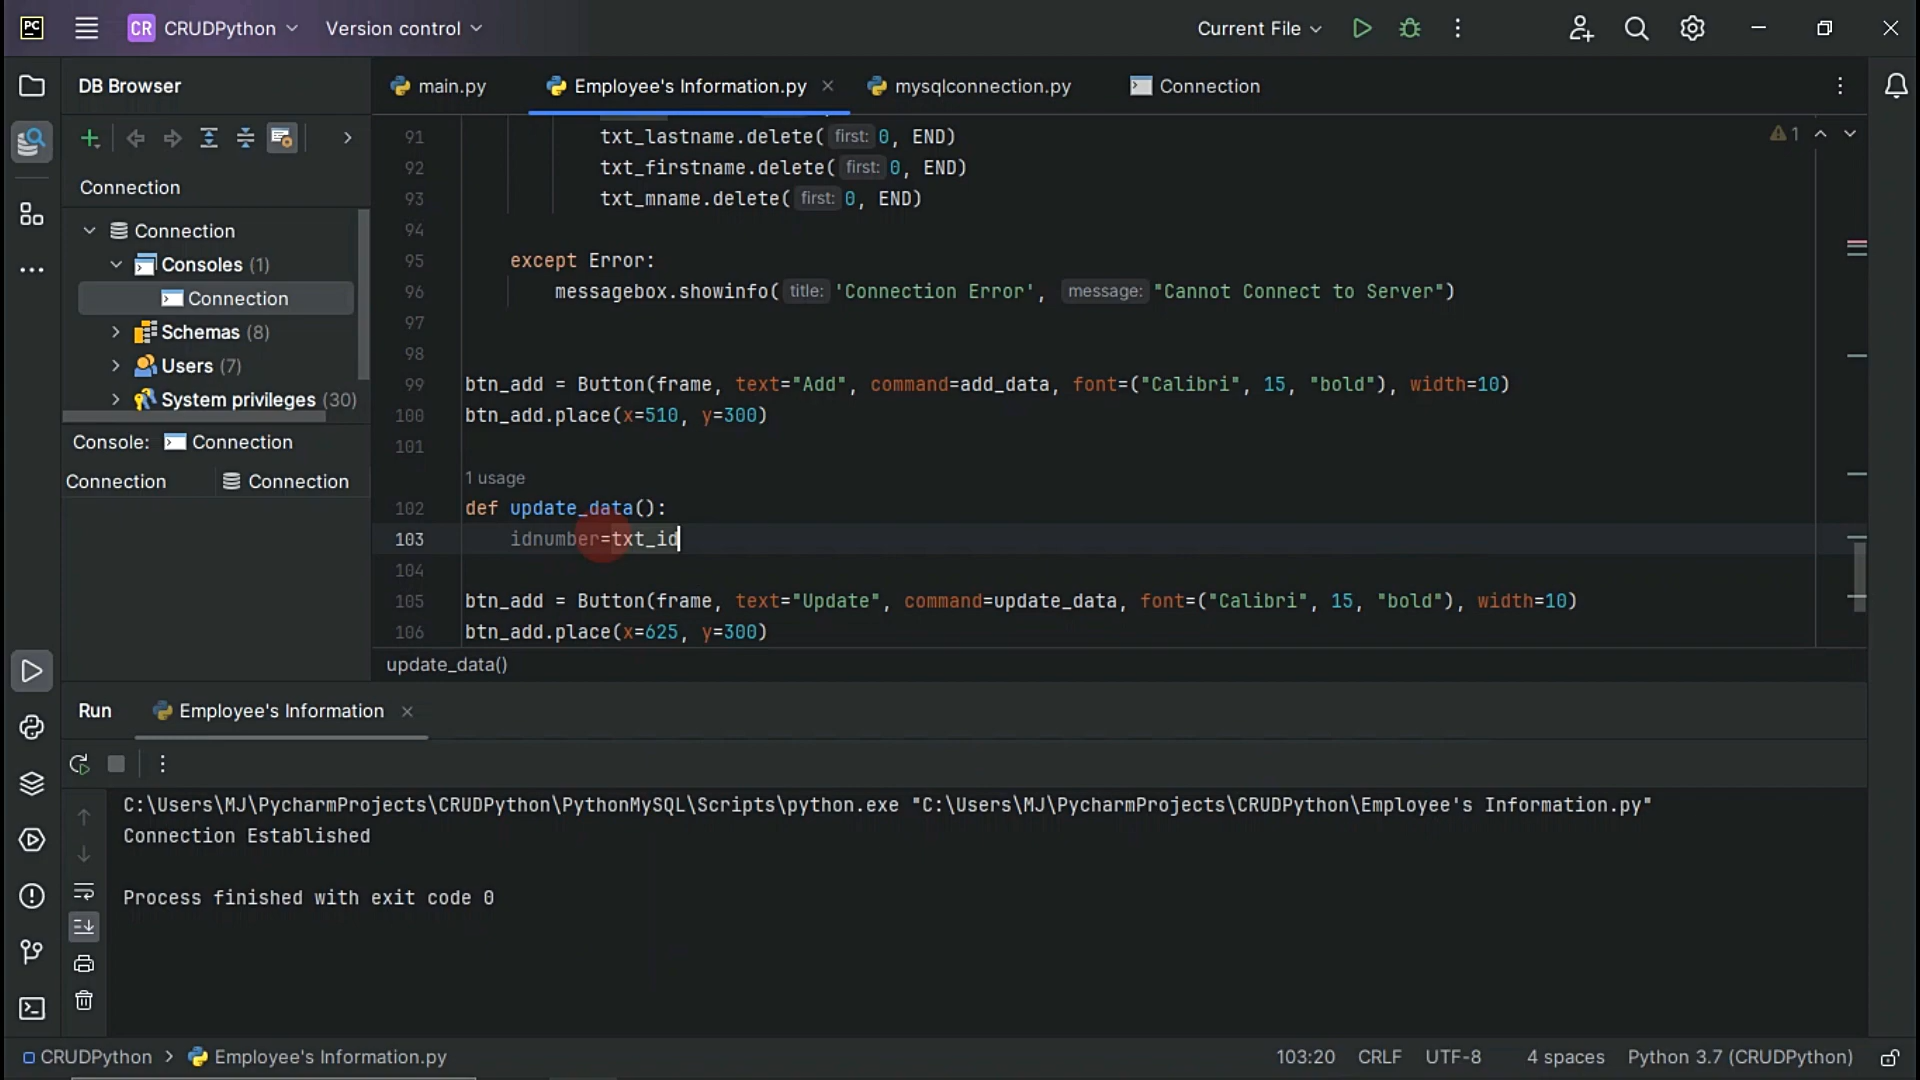 PC CR CRUDPython Version control Current File
DB Browser
main.py Employee's Information.py mysqlconnection.py Connection
Connection
Connection
Consoles (1)
Connection
Schemas (8)
Users (7)
System privileges (30)
Console: Connection
Connection Connection
1
91 txt_lastname.delete( first: 0, END)
92 txt_firstname.delete( first: 0, END)
93 txt_mname.delete( first: 0, END)
94
95 except Error:
96 messagebox.showinfo( title: 'Connection Error', message: "Cannot Connect to Server")
97
98
99 btn_add = Button(frame, text="Add", command=add_data, font=("Calibri", 15, "bold"), width=10)
100 btn_add.place(x=510, y=300)
101
1 usage
102 def update_data():
103 idnumber=txt_id
104
105 btn_add = Button(frame, text="Update", command=update_data, font=("Calibri", 15, "bold"), width=10)
106 btn_add.place(x=625, y=300)
update_data()
Run Employee's Information
C:\Users\MJ\PycharmProjects\CRUDPython\PythonMySQL\Scripts\python.exe "C:\Users\MJ\PycharmProjects\CRUDPython\Employee's Information.py"
Connection Established
Process finished with exit code 0
CRUDPython > Employee's Information.py 103:20 CRLF UTF-8 4 spaces Python 3.7 (CRUDPython)